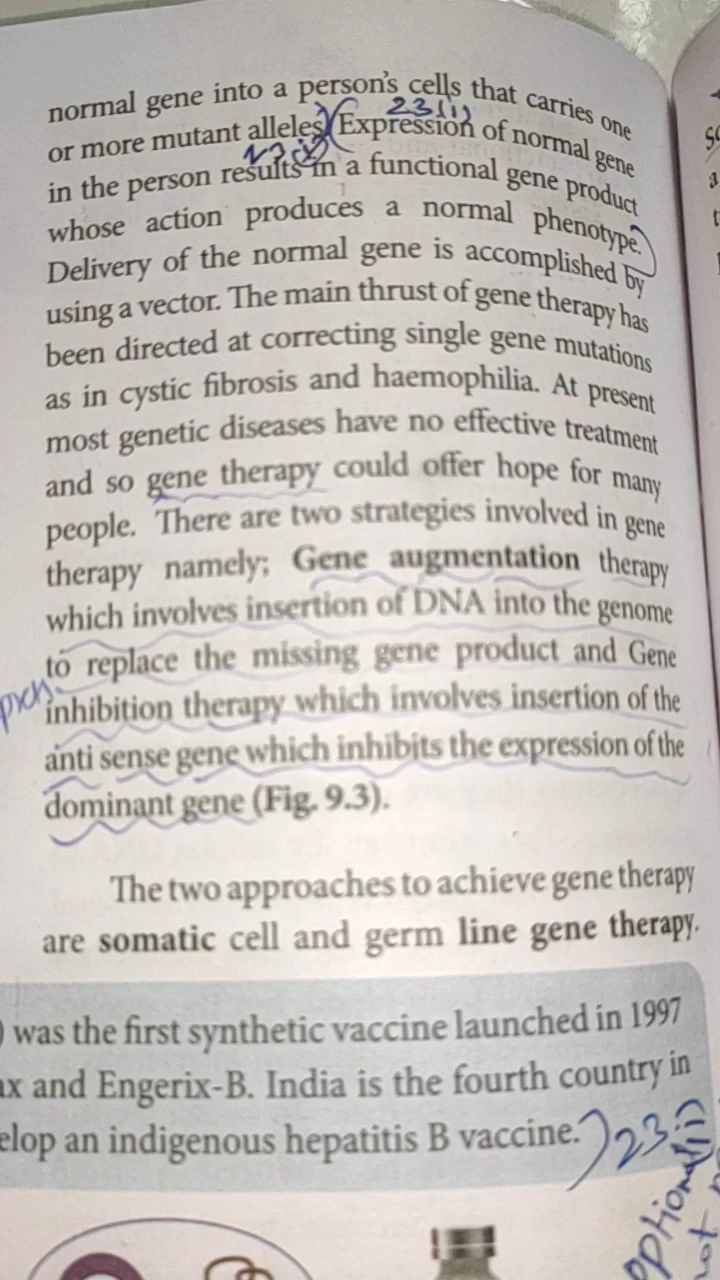 normal gene into a person's cells that carries one
23(i)
or more mutant alleles. (Expression of normal gene
in the person results in a functional gene product
whose action produces a normal phenotype.)
Delivery of the normal gene is accomplished by
using a vector. The main thrust of gene therapy has
been directed at correcting single gene mutations
as in cystic fibrosis and haemophilia. At present
most genetic diseases have no effective treatment
and so gene therapy could offer hope for many
people. There are two strategies involved in gene
therapy namely; Gene augmentation therapy
which involves insertion of DNA into the genome
to replace the missing gene product and Gene
inhibition therapy which involves insertion of the
anti sense gene which inhibits the expression of the
dominant gene (Fig. 9.3).
The two approaches to achieve gene therapy
are somatic cell and germ line gene therapy.
) was the first synthetic vaccine launched in 1997
ax and Engerix-B. India is the fourth country in
elop an indigenous hepatitis B vaccine.)